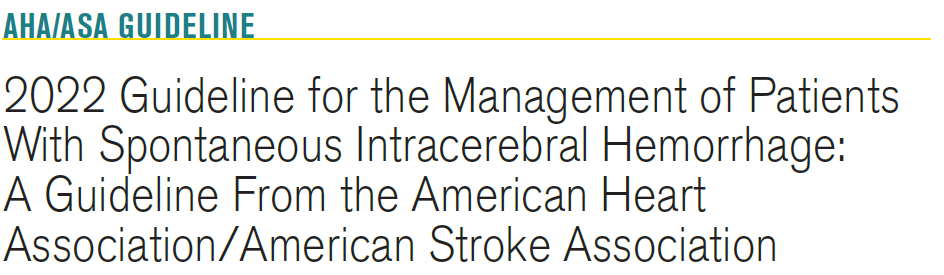 AHA/ASA GUIDELINE
2022 Guideline for the Management of Patients
With Spontaneous Intracerebral Hemorrhage:
A Guideline From the American Heart
Association/American Stroke Association